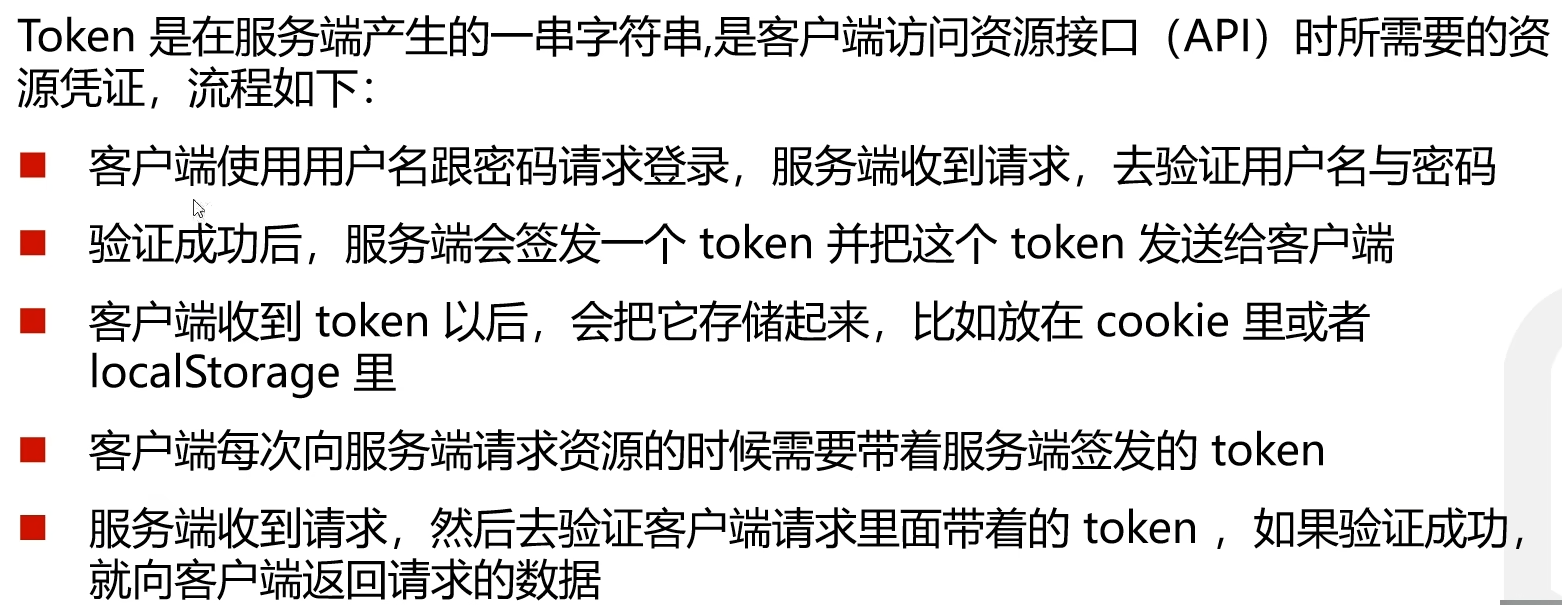 Token 是在服务端产生的一串字符串,是客户端访问资源接口（API）时所需要的资
源凭证，流程如下：
客户端使用用户名跟密码请求登录，服务端收到请求，去验证用户名与密码
验证成功后，服务端会签发一个 token 并把这个 token 发送给客户端
客户端收到 token 以后，会把它存储起来，比如放在 cookie 里或者
localStorage 里
客户端每次向服务端请求资源的时候需要带着服务端签发的 token
服务端收到请求，然后去验证客户端请求里面带着的 token ，如果验证成功，
就向客户端返回请求的数据